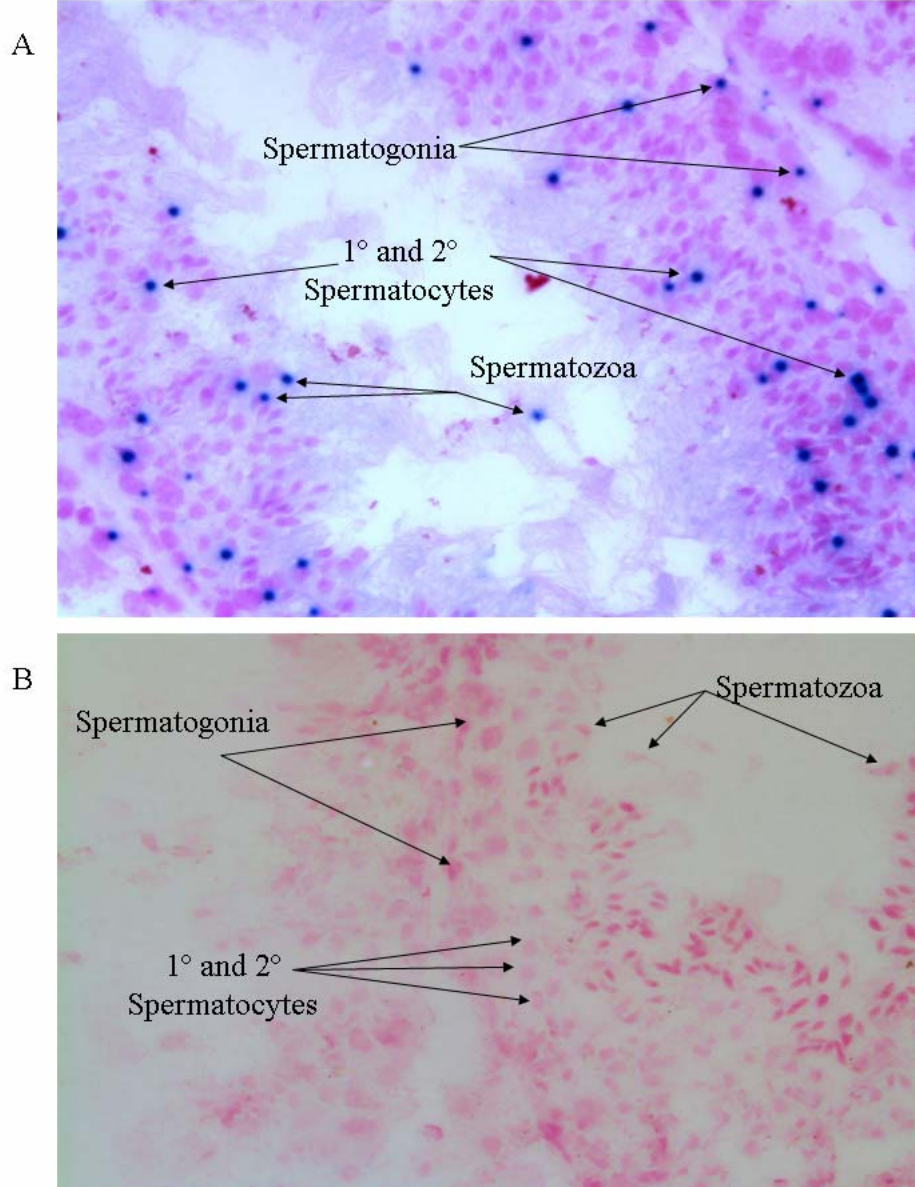 A
Spermatogonia
1° and 2°
Spermatocytes
Spermatozoa
B
Spermatozoa
Spermatogonia
1° and 2°
Spermatocytes